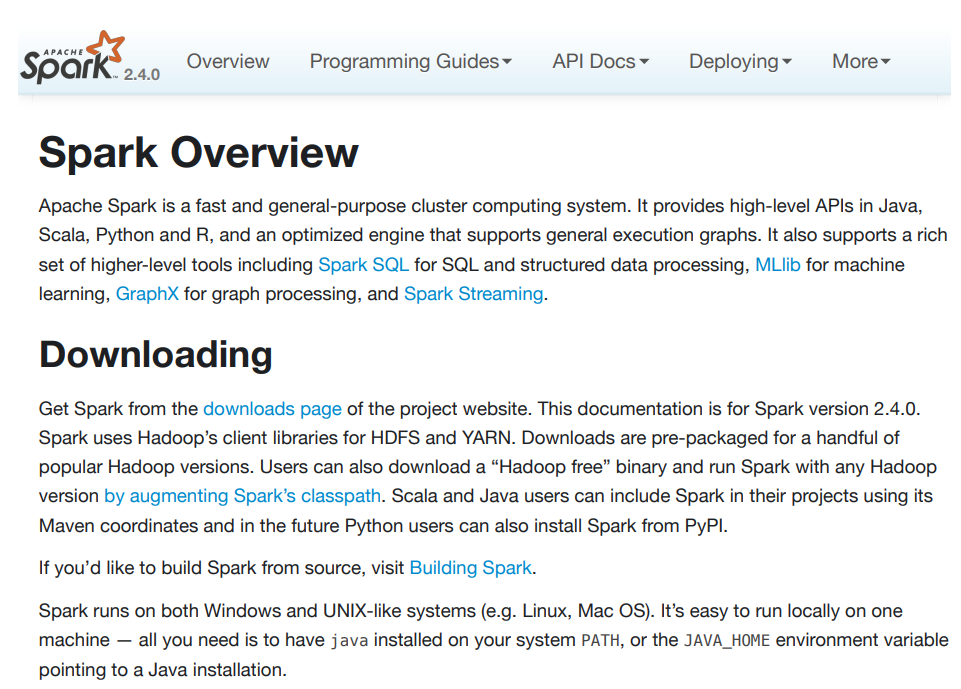 APACHE
Spark™ 2.4.0 Overview Programming Guides API Docs Deploying More
Spark Overview
Apache Spark is a fast and general-purpose cluster computing system. It provides high-level APIs in Java,
Scala, Python and R, and an optimized engine that supports general execution graphs. It also supports a rich
set of higher-level tools including Spark SQL for SQL and structured data processing, MLlib for machine
learning, GraphX for graph processing, and Spark Streaming.
Downloading
Get Spark from the downloads page of the project website. This documentation is for Spark version 2.4.0.
Spark uses Hadoop’s client libraries for HDFS and YARN. Downloads are pre-packaged for a handful of
popular Hadoop versions. Users can also download a “Hadoop free” binary and run Spark with any Hadoop
version by augmenting Spark’s classpath. Scala and Java users can include Spark in their projects using its
Maven coordinates and in the future Python users can also install Spark from PyPI.
If you’d like to build Spark from source, visit Building Spark.
Spark runs on both Windows and UNIX-like systems (e.g. Linux, Mac OS). It’s easy to run locally on one
machine — all you need is to have java installed on your system PATH, or the JAVA_HOME environment variable
pointing to a Java installation.